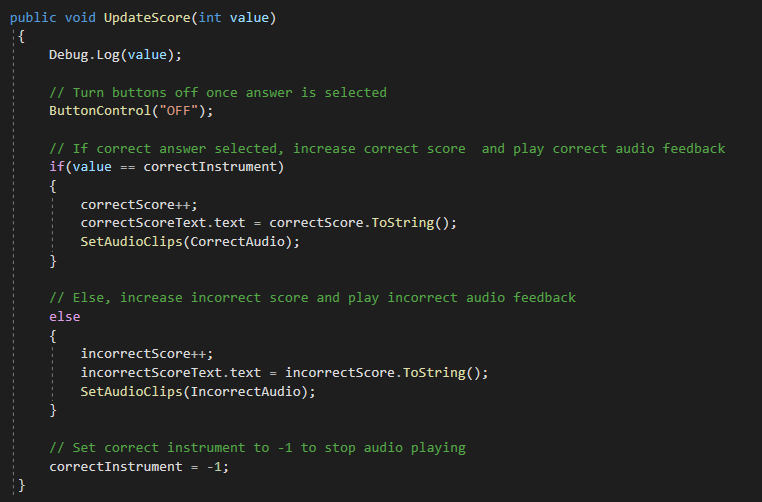 public void UpdateScore(int value)
{
Debug.Log(value);
// Turn buttons off once answer is selected
ButtonControl("OFF");
// If correct answer selected, increase correct score  and play correct audio feedback
if(value == correctInstrument)
{
correctScore++;
correctScoreText.text = correctScore.ToString();
SetAudioClips(CorrectAudio);
}
// Else, increase incorrect score and play incorrect audio feedback
else
{
incorrectScore++;
incorrectScoreText.text = incorrectScore.ToString();
SetAudioClips(IncorrectAudio);
}
// Set correct instrument to -1 to stop audio playing
correctInstrument = -1;
}